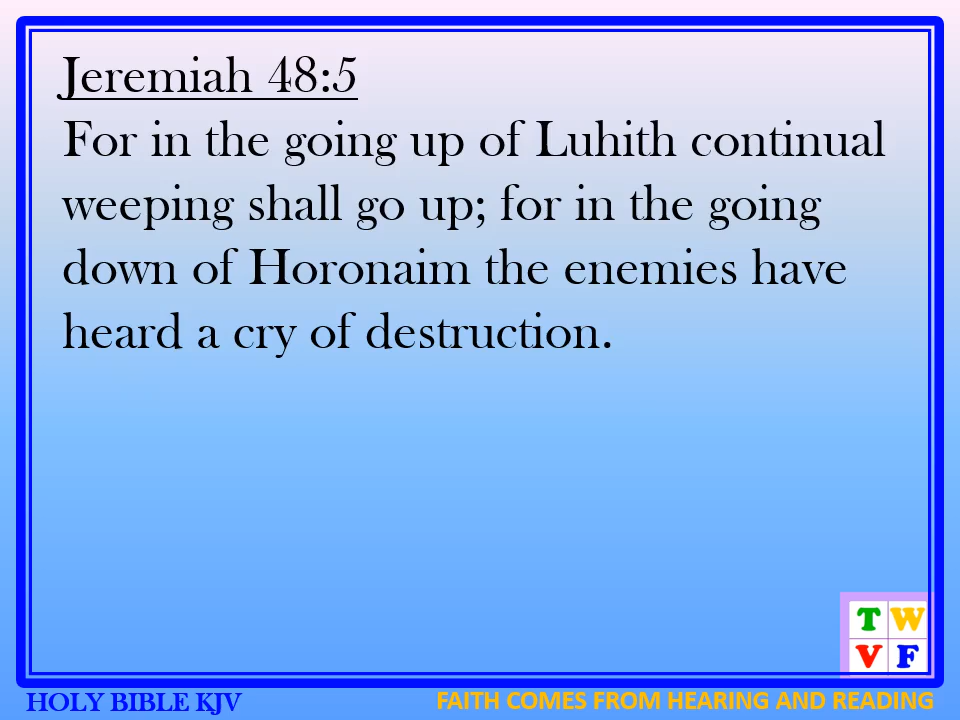 Jeremiah 48:5
For in the going up of Luhith continual
weeping shall go up; for in the going
down of Horonaim the enemies have
heard a cry of destruction.
T W
V F
HOLY BIBLE KJV
FAITH COMES FROM HEARING AND READING